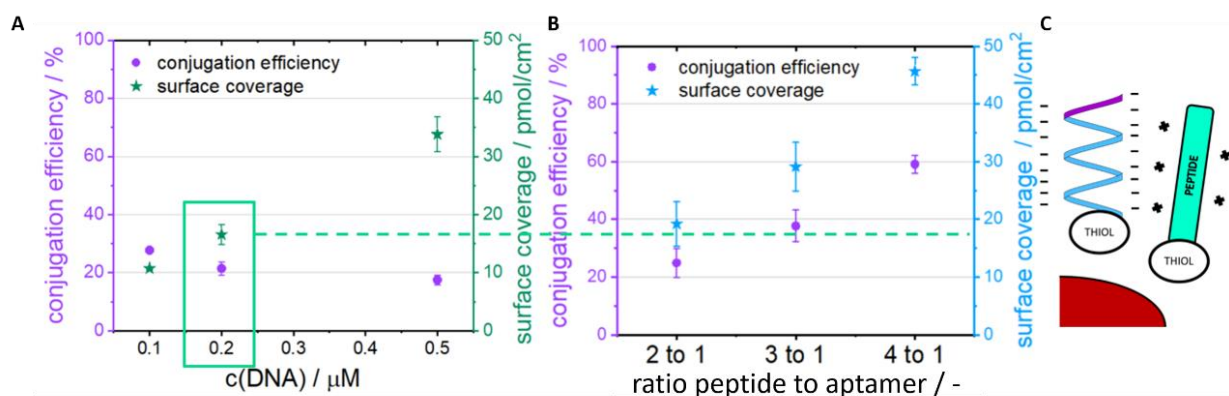 A
conjugation efficiency / %
100
80
60
40
20
0
conjugation efficiency
surface coverage
0.1 0.2 0.3 0.4 0.5
c(DNA) / μM
50
40
30
20
10
0
surface coverage / pmol/cm²
B
conjugation efficiency / %
100
80
60
40
20
0
conjugation efficiency
surface coverage
2 to 1 3 to 1 4 to 1
ratio peptide to aptamer / -
50
40
30
20
10
0
surface coverage / pmol/cm²
C
PEPTIDE
THIOL
THIOL